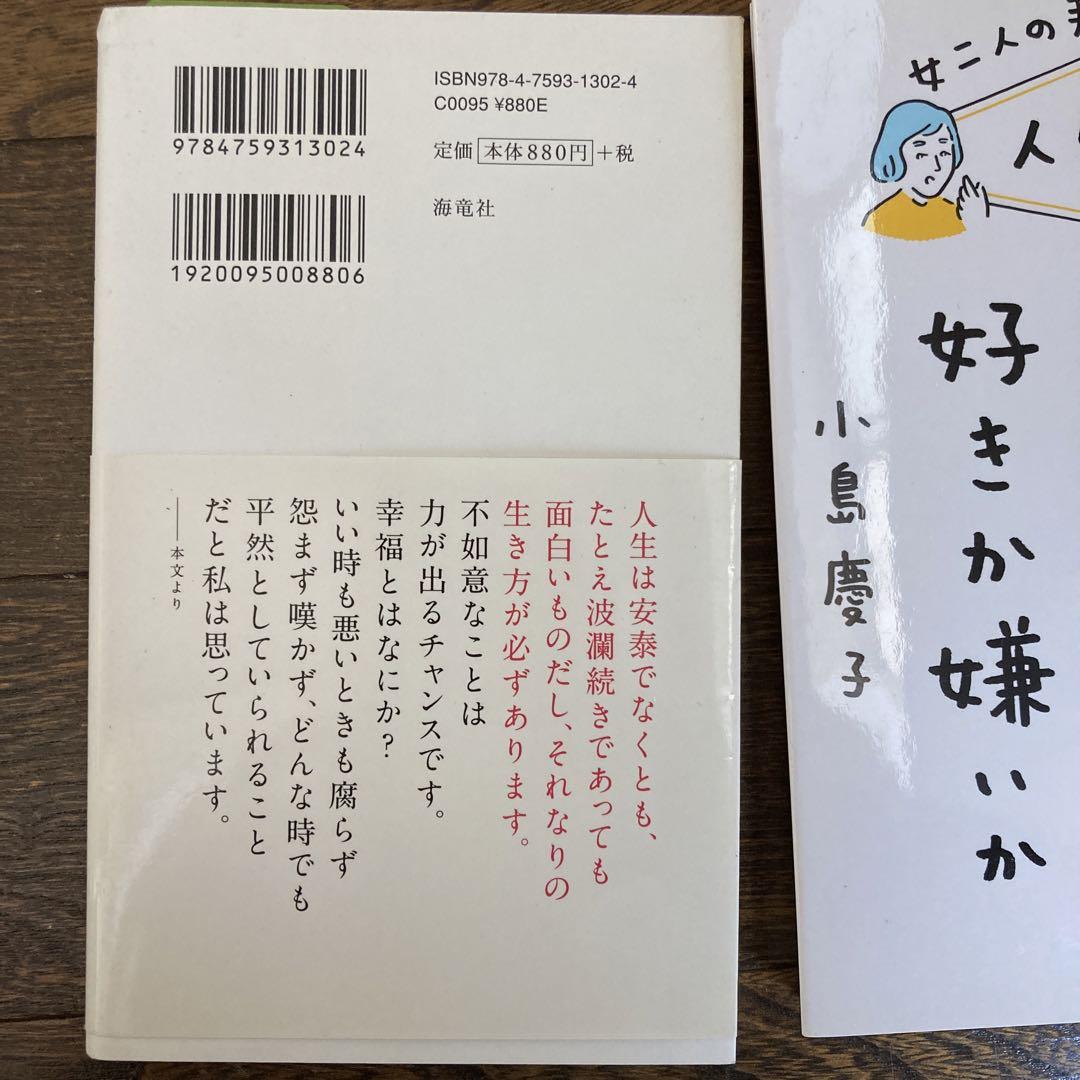 ISBN978-4-7593-1302-4
C0095 ¥880E
9784759313024
定価 本体880円+税
海竜社
1920095008806
人生は安泰でなくとも、
たとえ波瀾続きであっても
面白いものだし、それなりの
生き方が必ずあります。
不如意なことは
力が出るチャンスです。
幸福とはなにか?
いい時も悪いときも腐らず
怨まず嘆かず、どんな時でも
平然としていられること
だと私は思っています。
――本文より
女二人の
人
好きか嫌いか
小島慶子